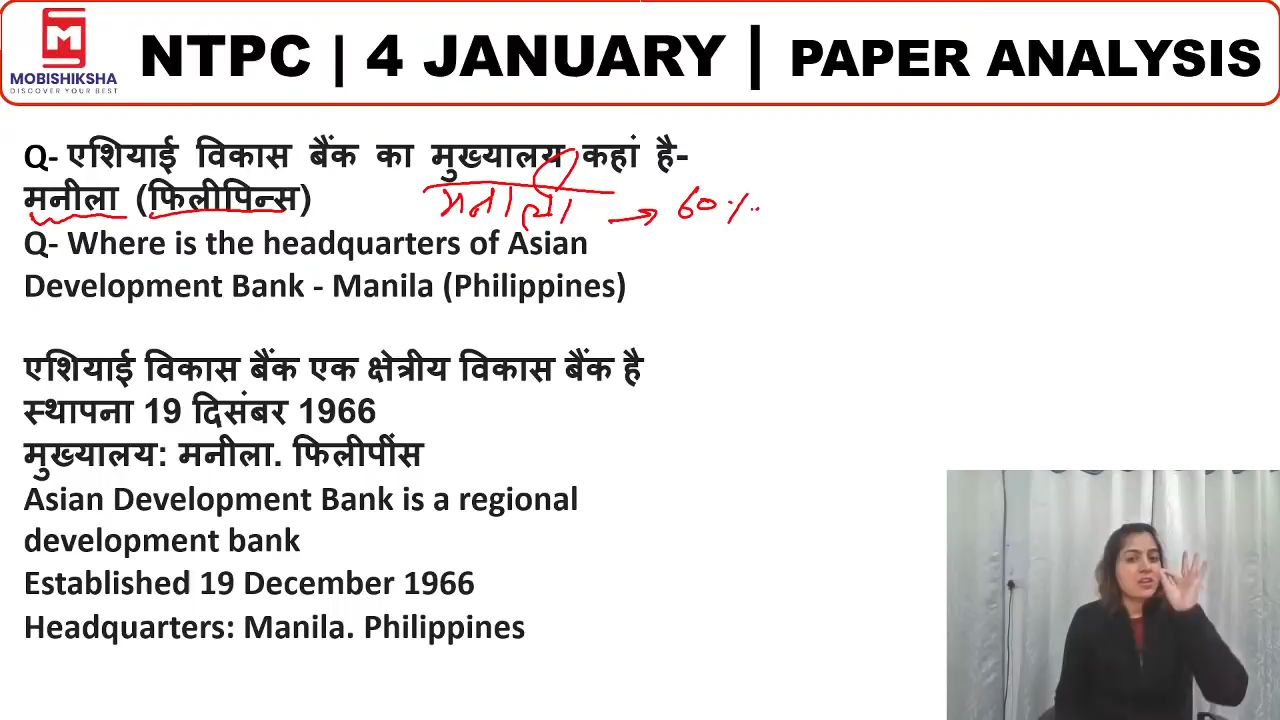 MOBISHIKSHA
DISCOVER YOUR BEST
NTPC | 4 JANUARY | PAPER ANALYSIS
Q- एशियाई विकास बैंक का मुख्यालय कहां है-
मनीला (फिलीपिन्स)
मनाली → 60%
Q- Where is the headquarters of Asian
Development Bank - Manila (Philippines)
एशियाई विकास बैंक एक क्षेत्रीय विकास बैंक है
स्थापना 19 दिसंबर 1966
मुख्यालय: मनीला. फिलीपींस
Asian Development Bank is a regional
development bank
Established 19 December 1966
Headquarters: Manila. Philippines